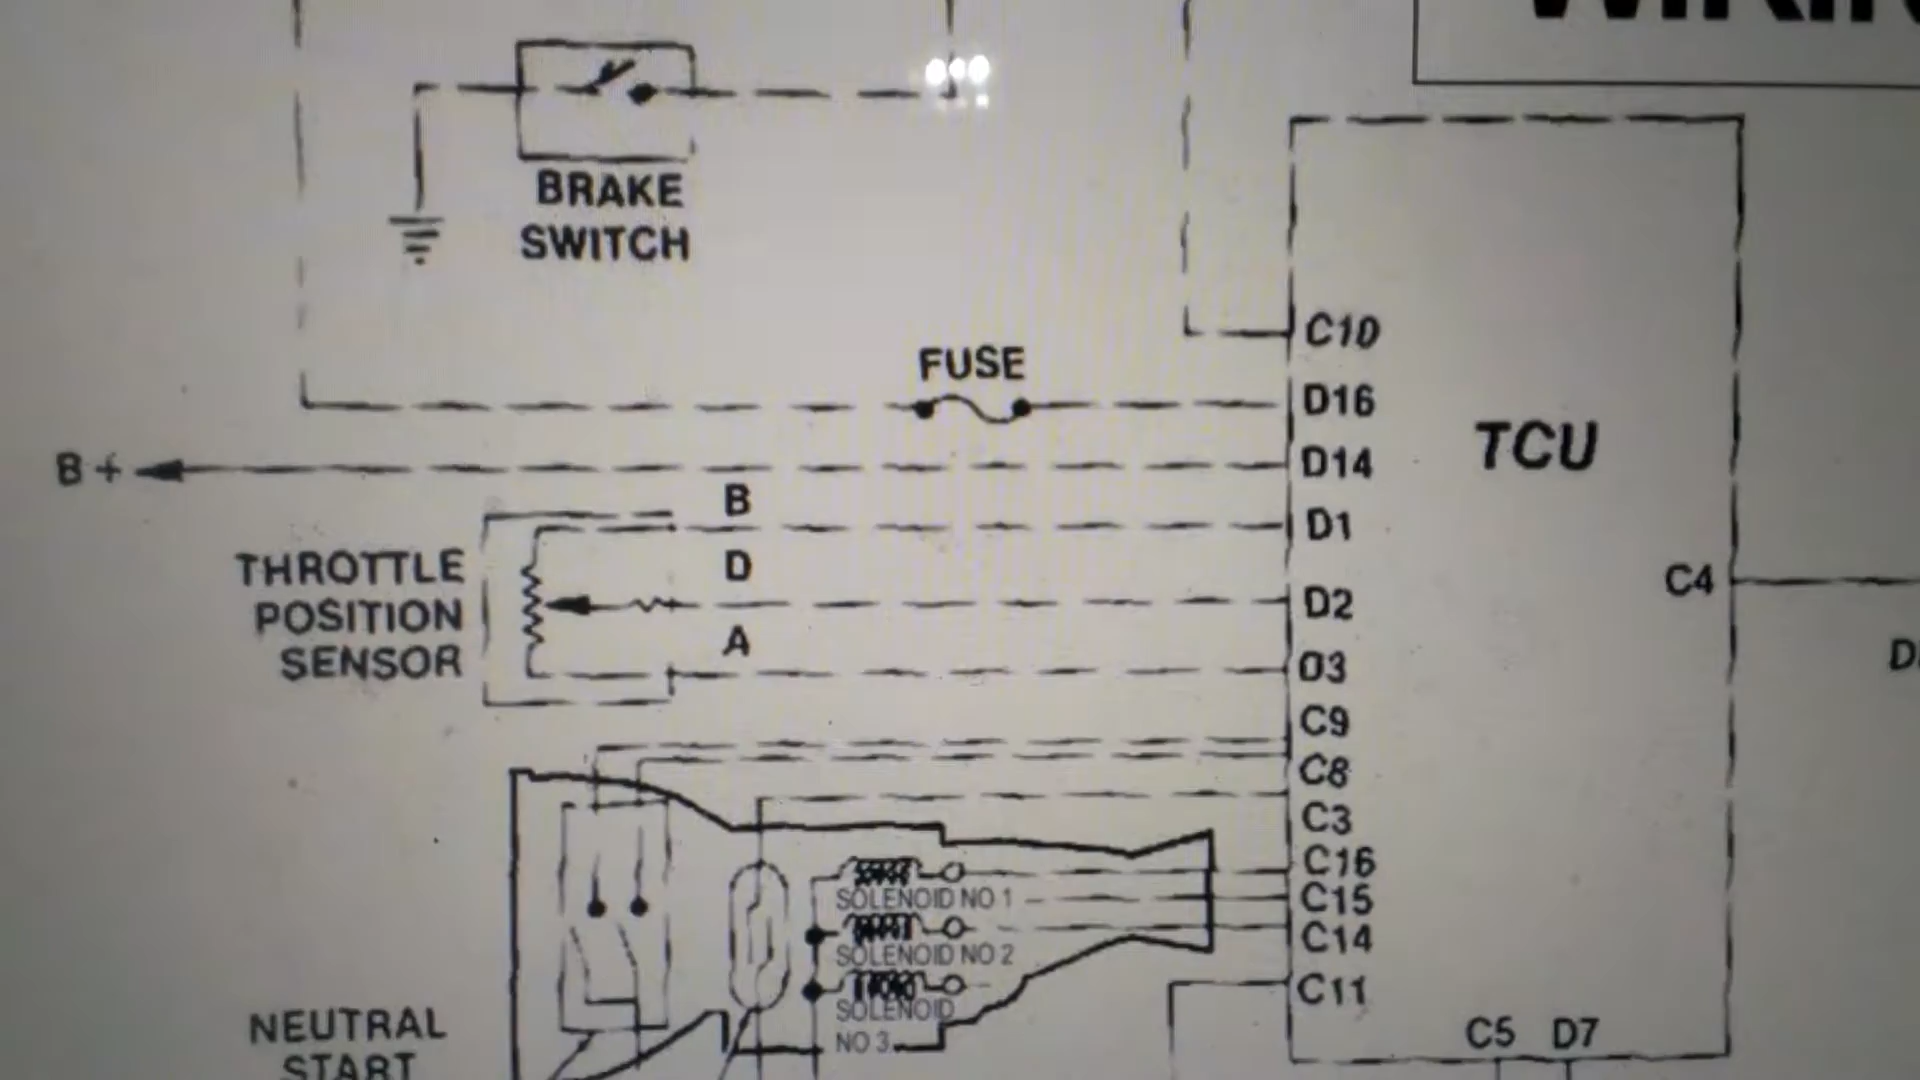 BRAKE
SWITCH
C10
FUSE
D16
TCU
B+
D14
B
D1
THROTTLE
POSITION
SENSOR
D
D2
C4
A
D3
C9
C8
C3
C16
SOLENOID NO 1
C15
C14
SOLENOID NO 2
C11
SOLENOID
NO 3
NEUTRAL
START
C5 D7